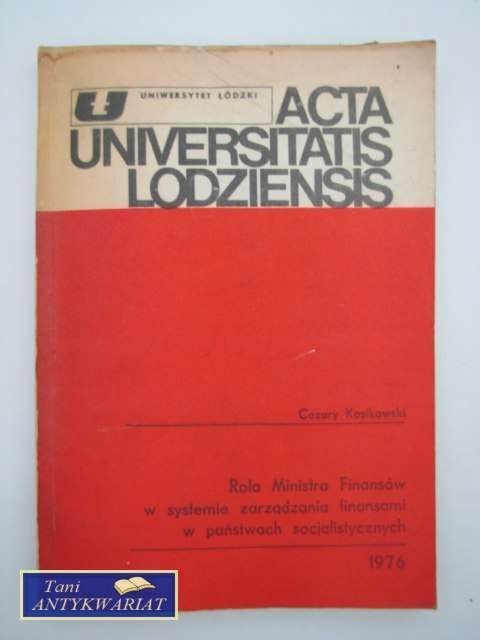 UNIWERSYTET ŁÓDZKI
ACTA
UNIVERSITATIS
LODZIENSIS
Cezary Kosikowski
Rola Ministra Finansów
w systemie zarządzania finansami
w państwach socjalistycznych
1976
Tani
ANTYKWARIAT